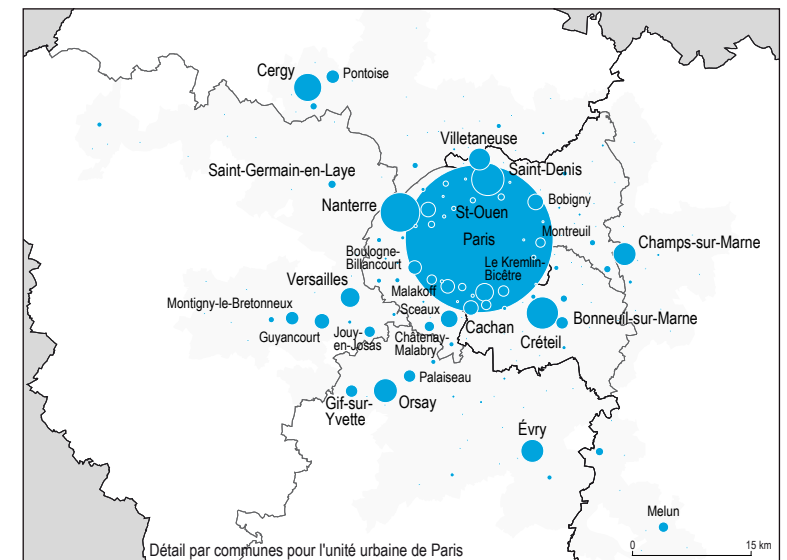 Cergy
Pontoise
Villetaneuse
Saint-Germain-en-Laye
Saint-Denis
Nanterre
Bobigny
St-Ouen
Paris
Montreuil
Champs-sur-Marne
Boulogne-
Billancourt
Le Kremlin-
Bicêtre
Versailles
Malakoff
Montigny-le-Bretonneux
Sceaux
Guyancourt
Jouy-
en-Josas
Châtenay-
Malabry
Cachan
Créteil
Bonneuil-sur-Marne
Palaiseau
Gif-sur-
Yvette
Orsay
Évry
Melun
Détail par communes pour l'unité urbaine de Paris
0
15 km